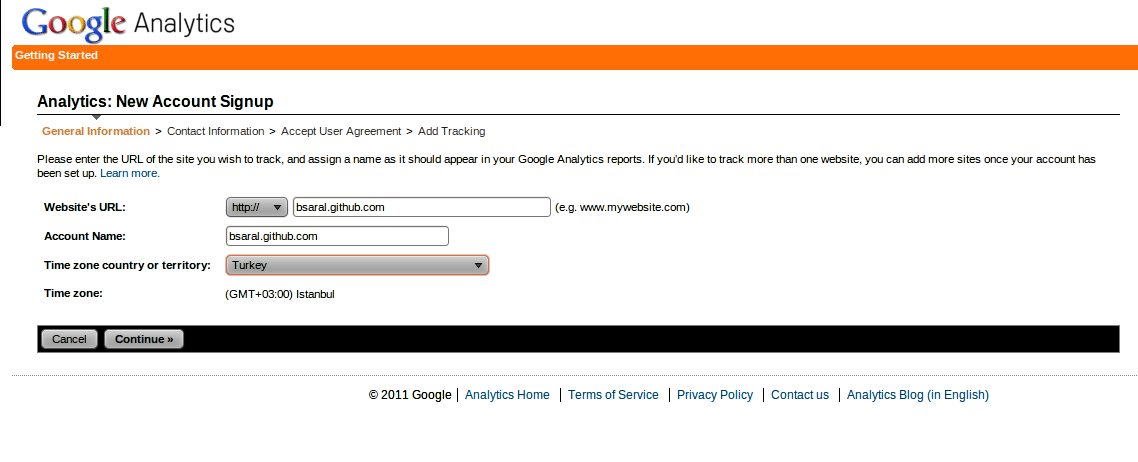 Google Analytics
Getting Started
Analytics: New Account Signup
General Information > Contact Information > Accept User Agreement > Add Tracking
Please enter the URL of the site you wish to track, and assign a name as it should appear in your Google Analytics reports. If you'd like to track more than one website, you can add more sites once your account has
been set up. Learn more.
Website's URL: http:// bsaral.github.com (e.g. www.mywebsite.com)
Account Name: bsaral.github.com
Time zone country or territory: Turkey
Time zone: (GMT+03:00) Istanbul
Cancel Continue »
© 2011 Google | Analytics Home | Terms of Service | Privacy Policy | Contact us | Analytics Blog (in English)